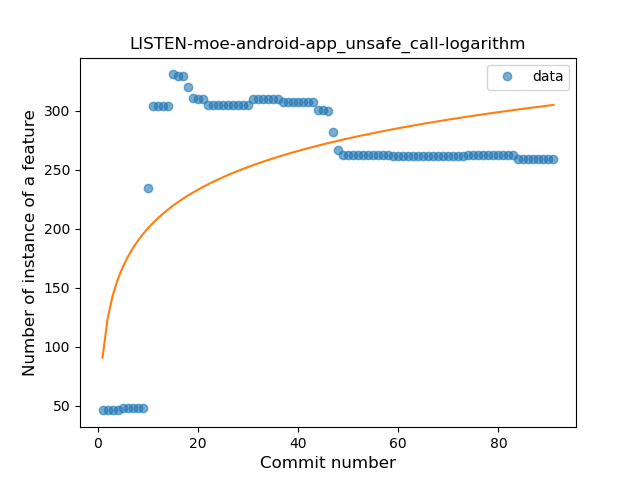 LISTEN-moe-android-app_unsafe_call-logarithm
data
Number of instance of a feature
300
250
200
150
100
50
0 20 40 60 80
Commit number